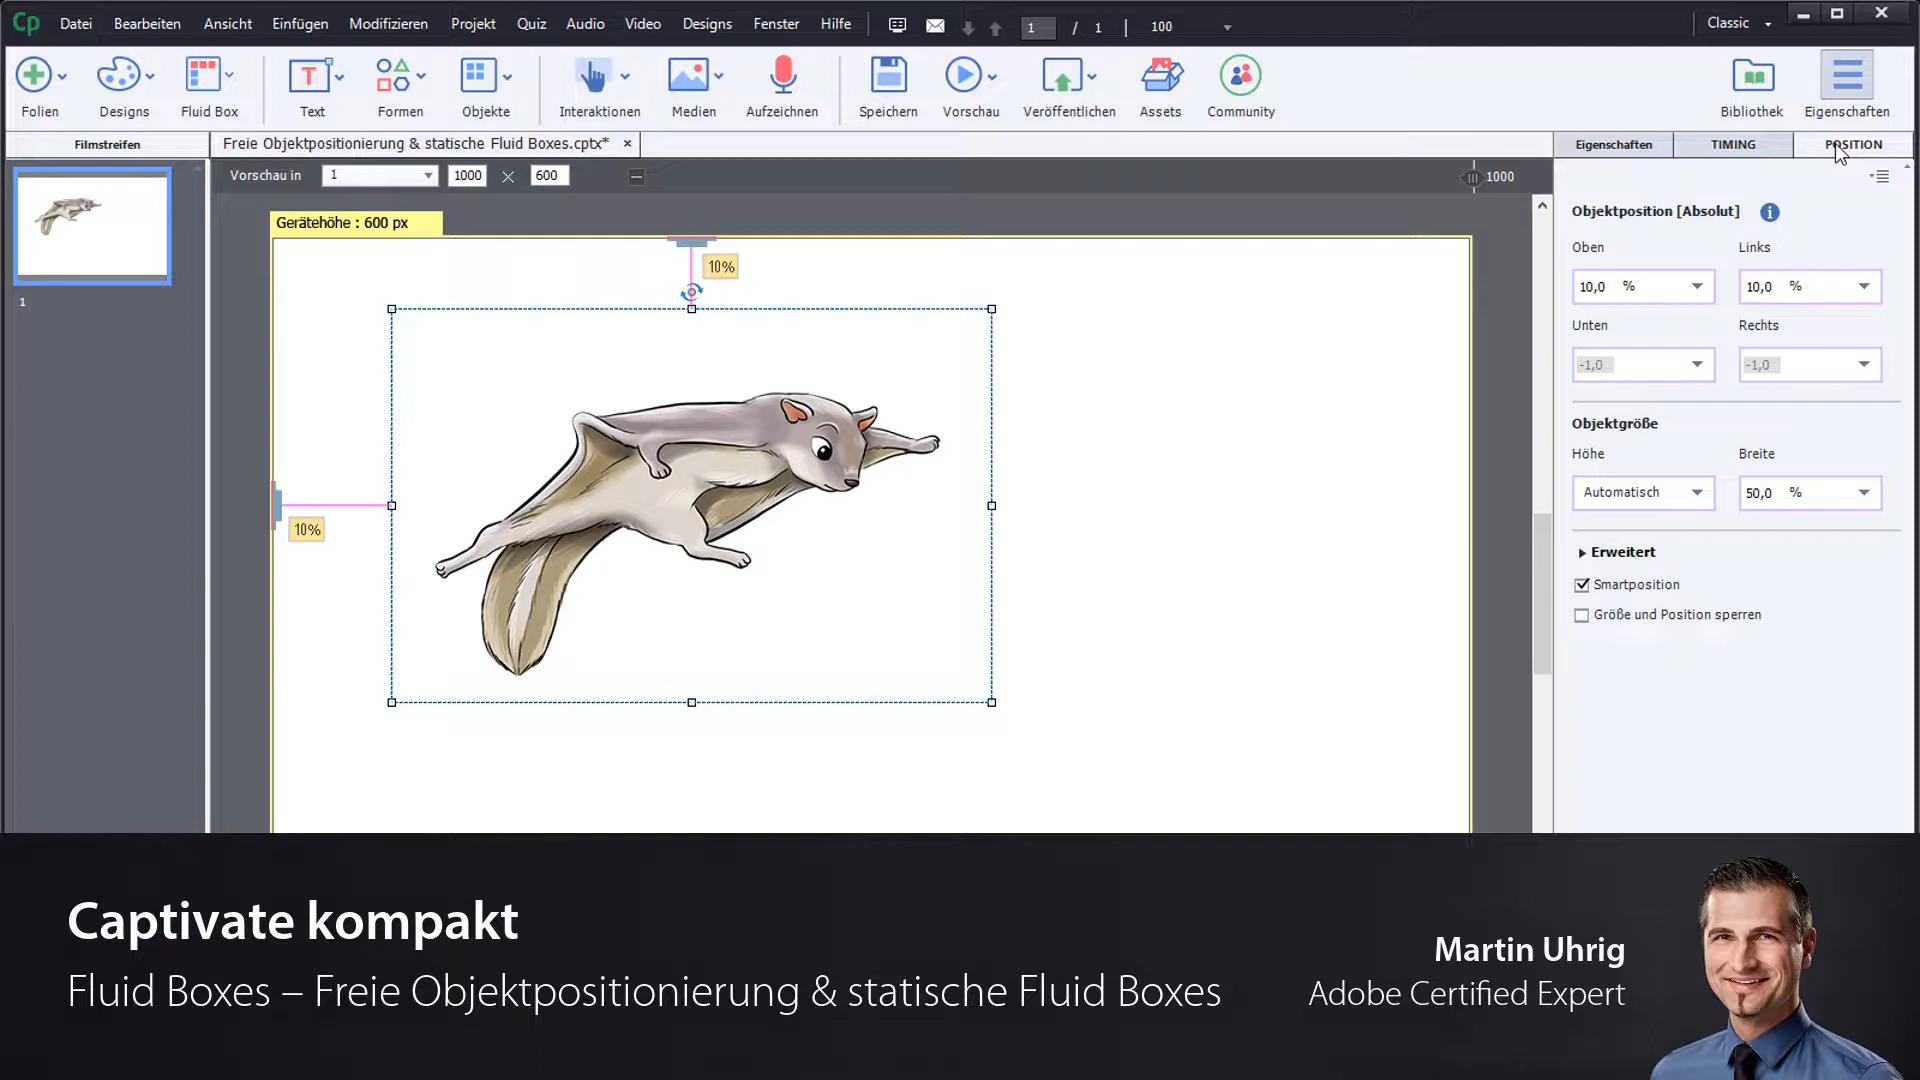 Cp Datei Bearbeiten Ansicht Einfügen Modifizieren Projekt Quiz Audio Video Designs Fenster Hilfe 1 / 1 100 Classic
Folien Designs Fluid Box Text Formen Objekte Interaktionen Medien Aufzeichnen Speichern Vorschau Veröffentlichen Assets Community Bibliothek Eigenschaften
Filmstreifen Freie Objektpositionierung & statische Fluid Boxes.cptx* Eigenschaften TIMING POSITION
Vorschau in 1 1000 600 1000
1
Gerätehöhe : 600 px
10%
10%
Objektposition [Absolut]
Oben Links
10,0 % 10,0 %
Unten Rechts
-1,0 -1,0
Objektgröße
Höhe Breite
Automatisch 50,0 %
Erweitert
Smartposition
Größe und Position sperren
Captivate kompakt
Fluid Boxes – Freie Objektpositionierung & statische Fluid Boxes
Martin Uhrig
Adobe Certified Expert